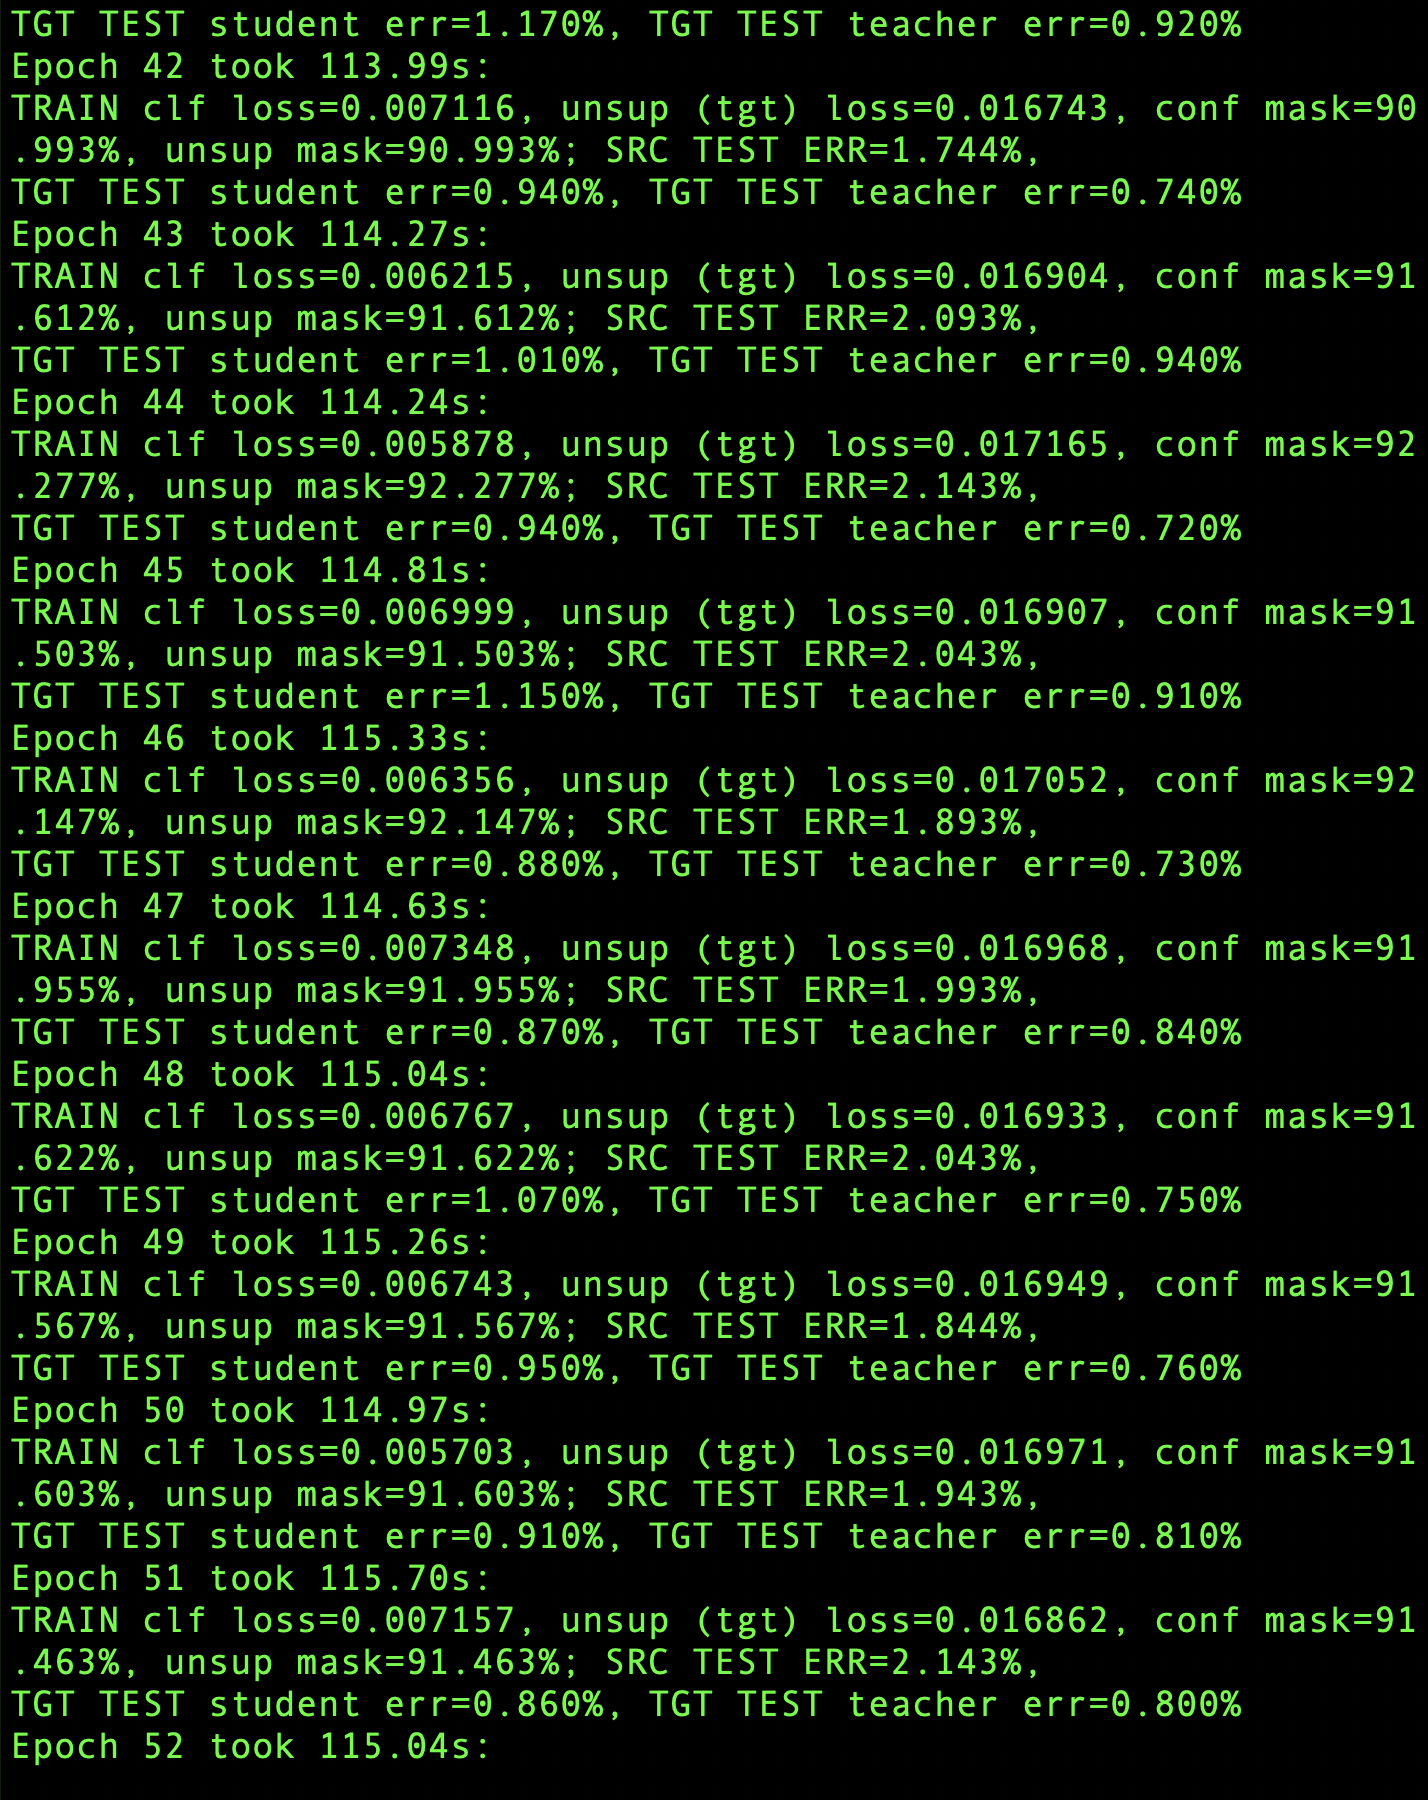 TGT TEST student err=1.170%, TGT TEST teacher err=0.920%
Epoch 42 took 113.99s:
TRAIN clf loss=0.007116, unsup (tgt) loss=0.016743, conf mask=90
.993%, unsup mask=90.993%; SRC TEST ERR=1.744%,
TGT TEST student err=0.940%, TGT TEST teacher err=0.740%
Epoch 43 took 114.27s:
TRAIN clf loss=0.006215, unsup (tgt) loss=0.016904, conf mask=91
.612%, unsup mask=91.612%; SRC TEST ERR=2.093%,
TGT TEST student err=1.010%, TGT TEST teacher err=0.940%
Epoch 44 took 114.24s:
TRAIN clf loss=0.005878, unsup (tgt) loss=0.017165, conf mask=92
.277%, unsup mask=92.277%; SRC TEST ERR=2.143%,
TGT TEST student err=0.940%, TGT TEST teacher err=0.720%
Epoch 45 took 114.81s:
TRAIN clf loss=0.006999, unsup (tgt) loss=0.016907, conf mask=91
.503%, unsup mask=91.503%; SRC TEST ERR=2.043%,
TGT TEST student err=1.150%, TGT TEST teacher err=0.910%
Epoch 46 took 115.33s:
TRAIN clf loss=0.006356, unsup (tgt) loss=0.017052, conf mask=92
.147%, unsup mask=92.147%; SRC TEST ERR=1.893%,
TGT TEST student err=0.880%, TGT TEST teacher err=0.730%
Epoch 47 took 114.63s:
TRAIN clf loss=0.007348, unsup (tgt) loss=0.016968, conf mask=91
.955%, unsup mask=91.955%; SRC TEST ERR=1.993%,
TGT TEST student err=0.870%, TGT TEST teacher err=0.840%
Epoch 48 took 115.04s:
TRAIN clf loss=0.006767, unsup (tgt) loss=0.016933, conf mask=91
.622%, unsup mask=91.622%; SRC TEST ERR=2.043%,
TGT TEST student err=1.070%, TGT TEST teacher err=0.750%
Epoch 49 took 115.26s:
TRAIN clf loss=0.006743, unsup (tgt) loss=0.016949, conf mask=91
.567%, unsup mask=91.567%; SRC TEST ERR=1.844%,
TGT TEST student err=0.950%, TGT TEST teacher err=0.760%
Epoch 50 took 114.97s:
TRAIN clf loss=0.005703, unsup (tgt) loss=0.016971, conf mask=91
.603%, unsup mask=91.603%; SRC TEST ERR=1.943%,
TGT TEST student err=0.910%, TGT TEST teacher err=0.810%
Epoch 51 took 115.70s:
TRAIN clf loss=0.007157, unsup (tgt) loss=0.016862, conf mask=91
.463%, unsup mask=91.463%; SRC TEST ERR=2.143%,
TGT TEST student err=0.860%, TGT TEST teacher err=0.800%
Epoch 52 took 115.04s: